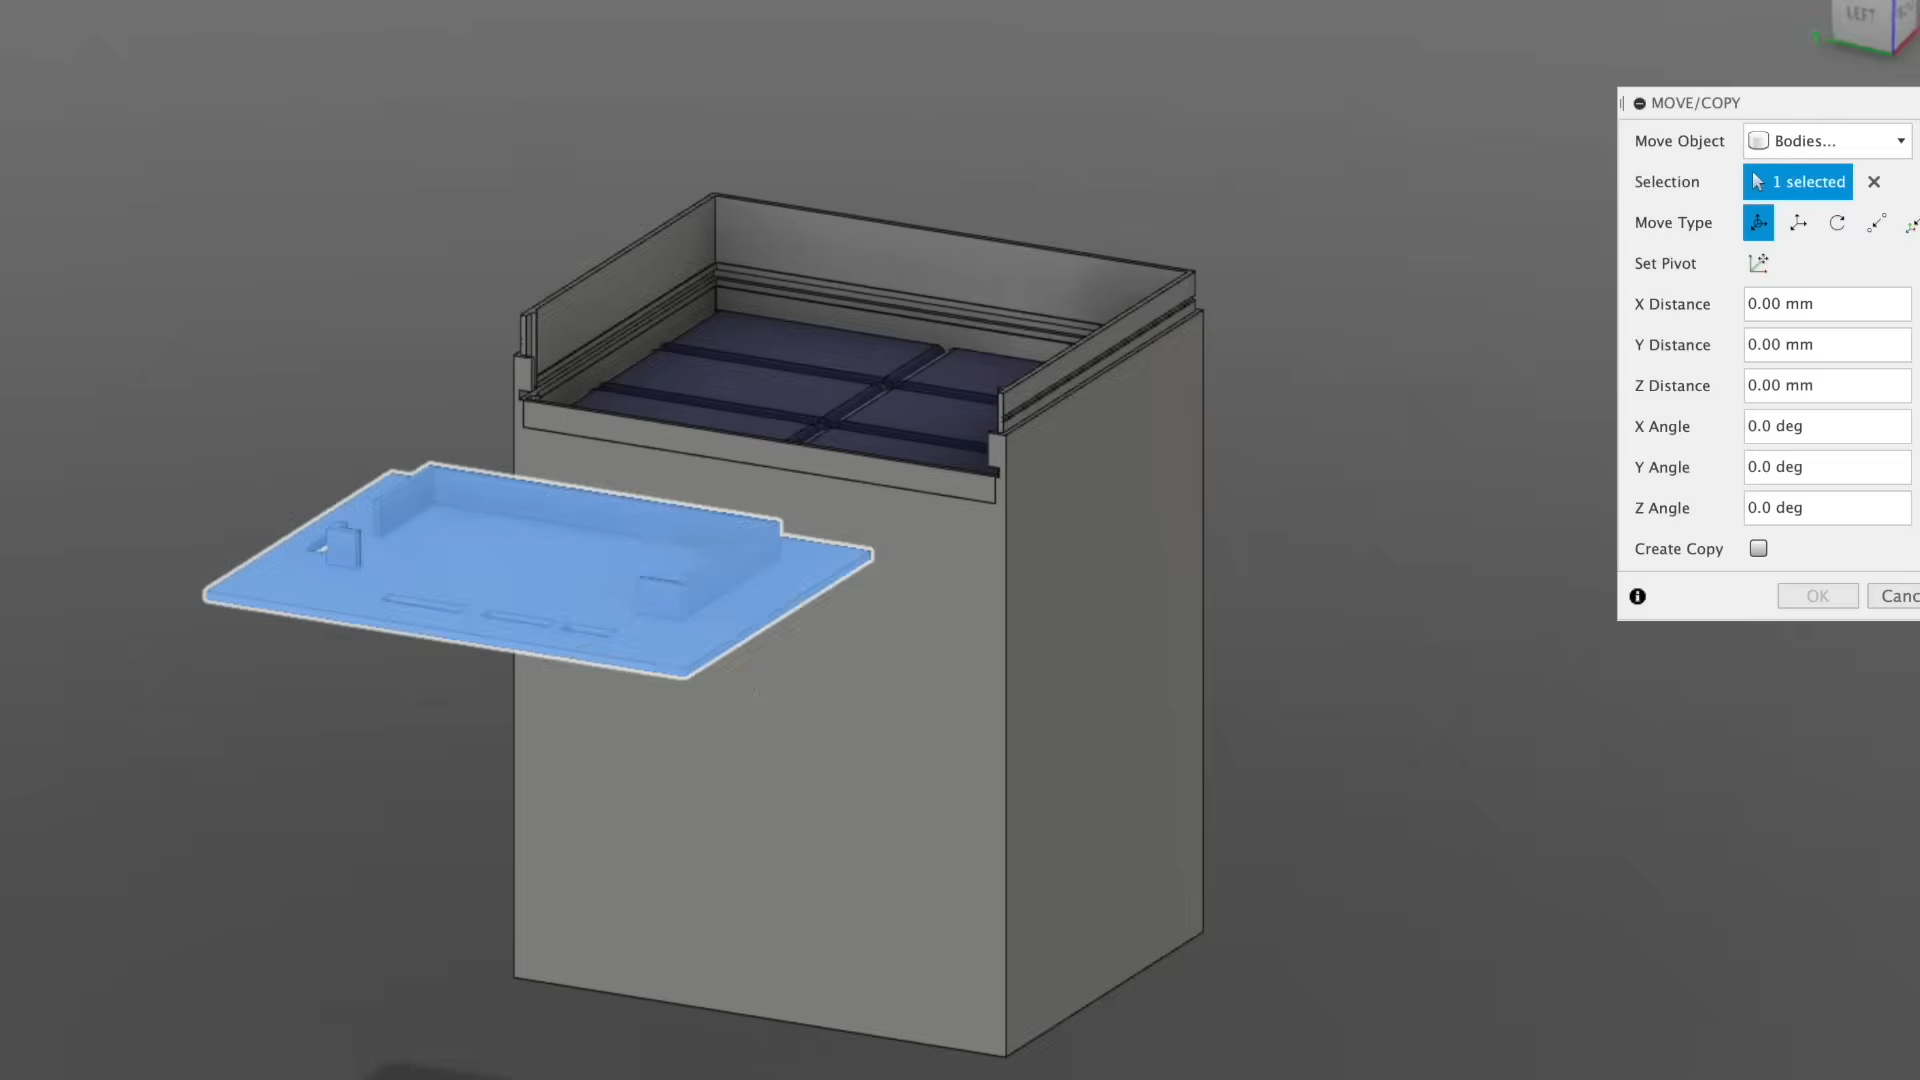 LEFT
MOVE/COPY
Move Object Bodies...
Selection 1 selected
Move Type
Set Pivot
X Distance 0.00 mm
Y Distance 0.00 mm
Z Distance 0.00 mm
X Angle 0.0 deg
Y Angle 0.0 deg
Z Angle 0.0 deg
Create Copy
OK Canc